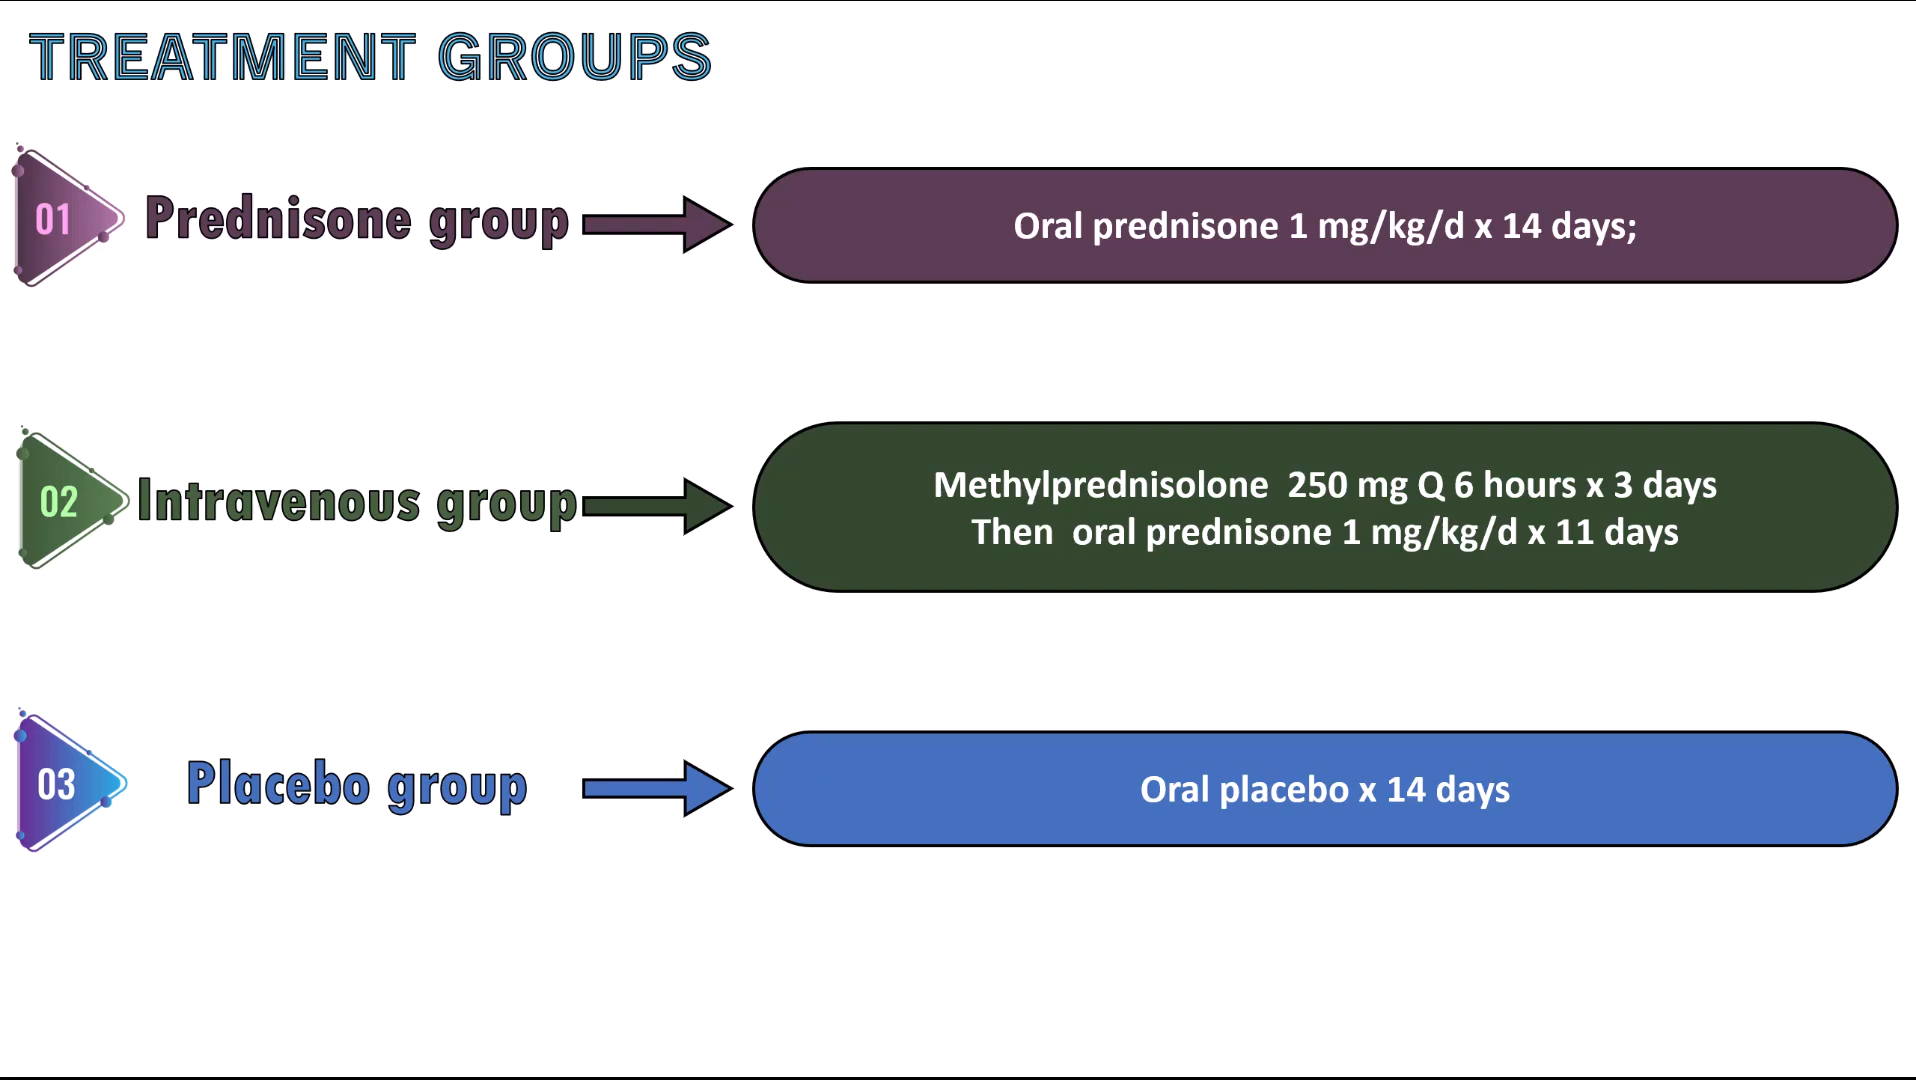 TREATMENT GROUPS
01
Prednisone group
Oral prednisone 1 mg/kg/d x 14 days;
02
Intravenous group
Methylprednisolone  250 mg Q 6 hours x 3 days
Then  oral prednisone 1 mg/kg/d x 11 days
03
Placebo group
Oral placebo x 14 days